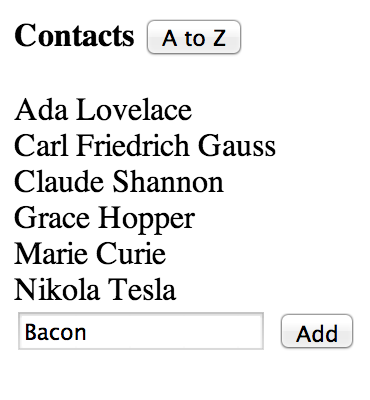 Contacts A to Z
Ada Lovelace
Carl Friedrich Gauss
Claude Shannon
Grace Hopper
Marie Curie
Nikola Tesla
Bacon Add